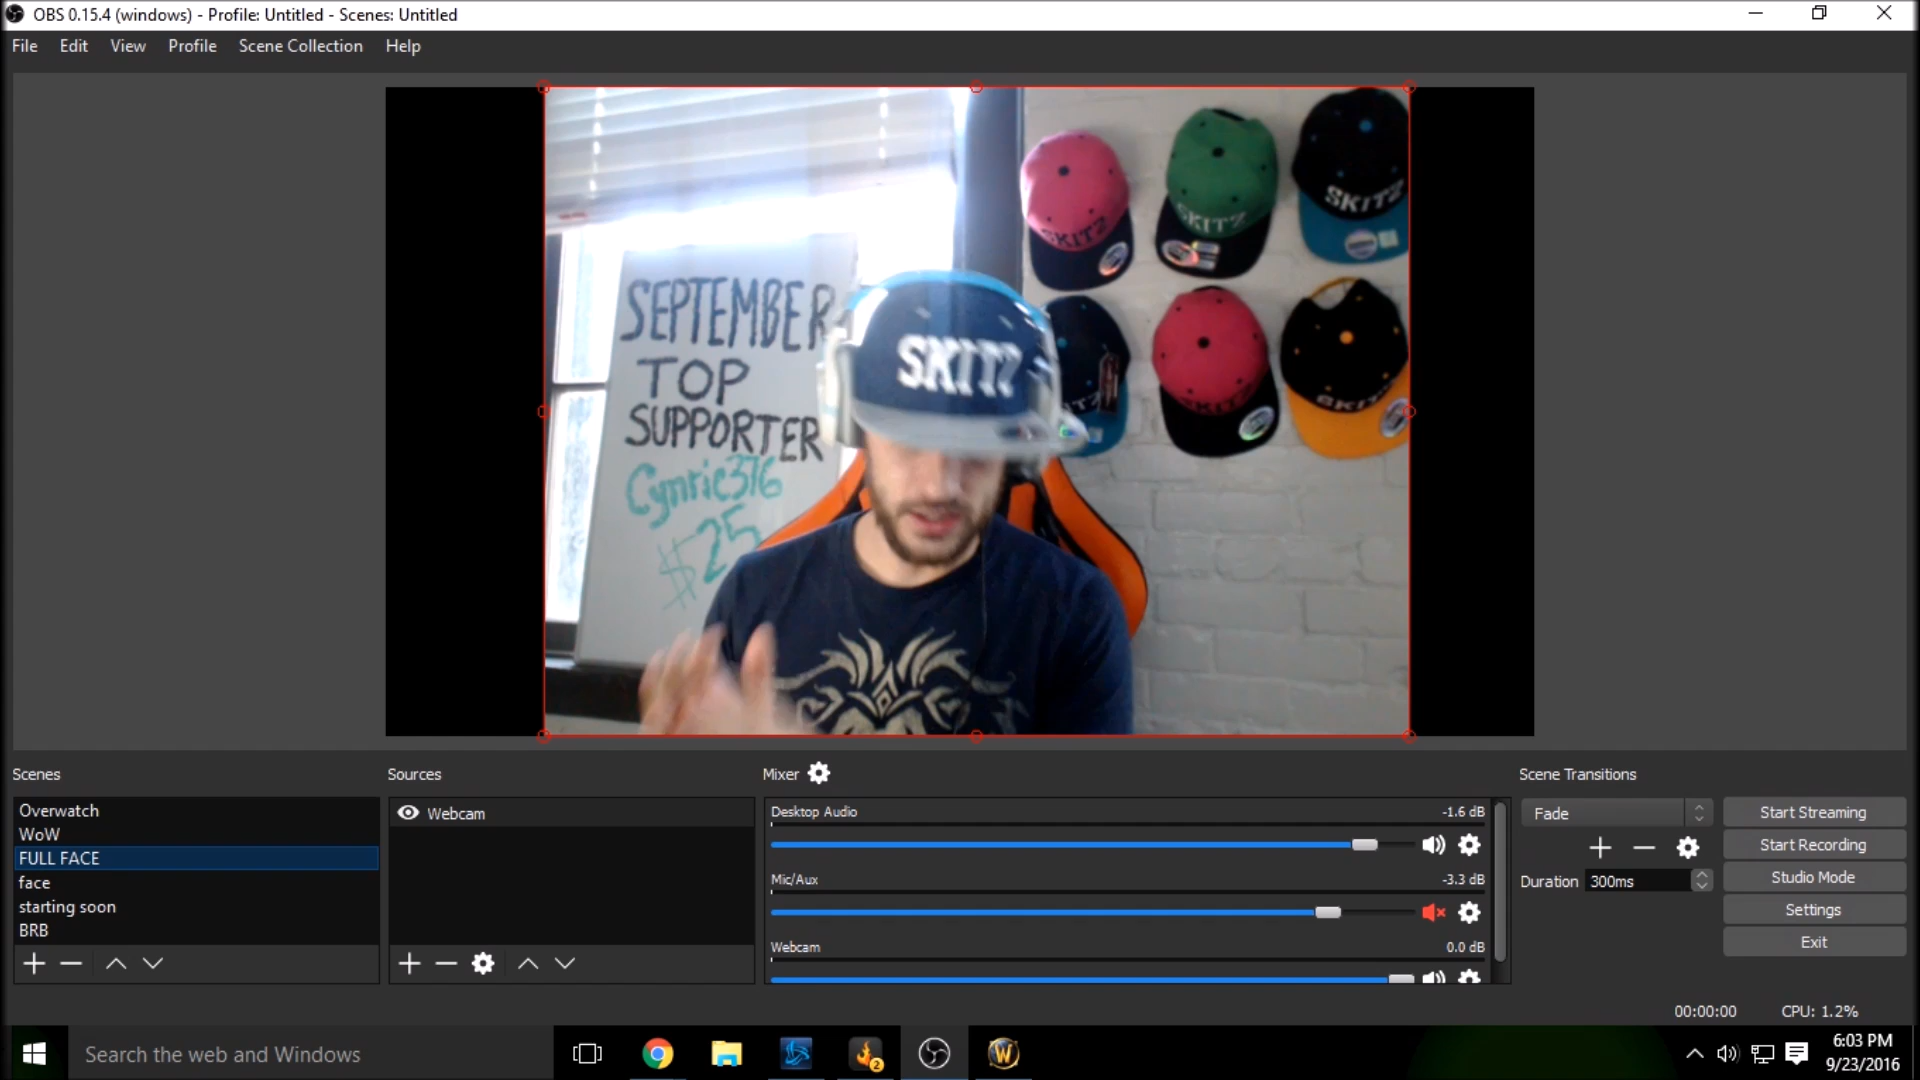 OBS 0.15.4 (windows) - Profile: Untitled - Scenes: Untitled
File Edit View Profile Scene Collection Help
SKITZ
SKITZ
SKITZ
SEPTEMBER
TOP
SUPPORTER
Cynric376
$25
SKITZ
SKITZ
SKITZ
Scenes
Overwatch
WoW
FULL FACE
face
starting soon
BRB
Sources
Webcam
Mixer
Desktop Audio -1.6 dB
Mic/Aux -3.3 dB
Webcam 0.0 dB
Scene Transitions
Fade
Duration 300ms
Start Streaming
Start Recording
Studio Mode
Settings
Exit
00:00:00 CPU: 1.2%
Search the web and Windows
2
W
6:03 PM
9/23/2016